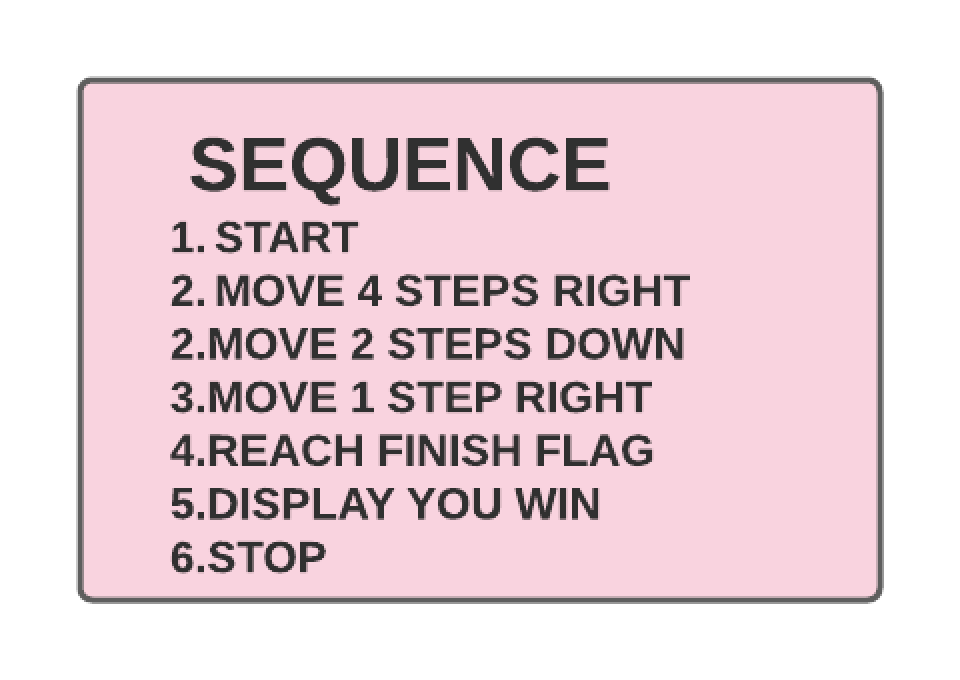 SEQUENCE
1. START
2. MOVE 4 STEPS RIGHT
2.MOVE 2 STEPS DOWN
3.MOVE 1 STEP RIGHT
4.REACH FINISH FLAG
5.DISPLAY YOU WIN
6.STOP